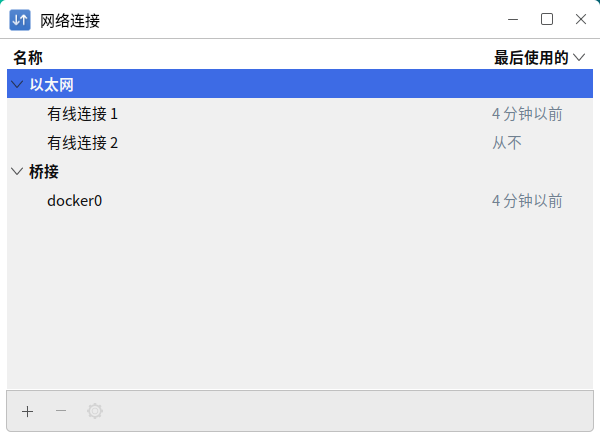 网络连接
名称 最后使用的
以太网
有线连接 1 4 分钟以前
有线连接 2 从不
桥接
docker0 4 分钟以前